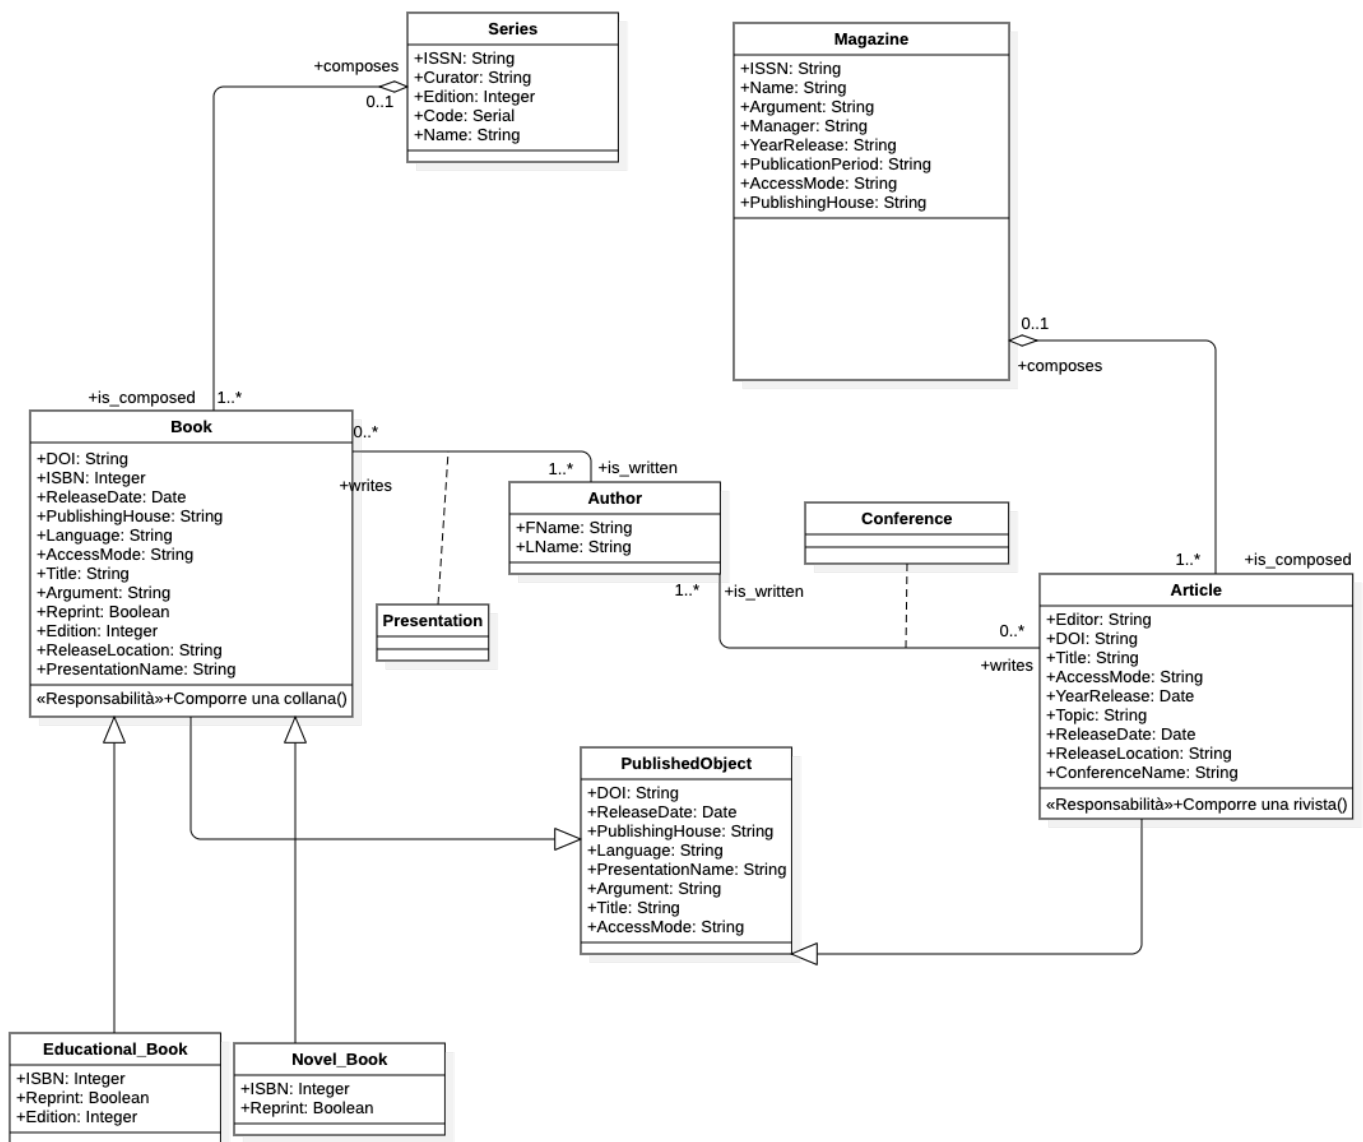 Series
+ISSN: String
+Curator: String
+Edition: Integer
+Code: Serial
+Name: String
+composes
0..1
Magazine
+ISSN: String
+Name: String
+Argument: String
+Manager: String
+YearRelease: String
+PublicationPeriod: String
+AccessMode: String
+PublishingHouse: String
0..1
+composes
+is_composed
1..*
Book
+DOI: String
+ISBN: Integer
+ReleaseDate: Date
+PublishingHouse: String
+Language: String
+AccessMode: String
+Title: String
+Argument: String
+Reprint: Boolean
+Edition: Integer
+ReleaseLocation: String
+PresentationName: String
«Responsabilità»+Comporre una collana()
0..*
+writes
1..*
+is_written
Author
+FName: String
+LName: String
1..*
+is_written
Presentation
Conference
0..*
+writes
1..*
+is_composed
Article
+Editor: String
+DOI: String
+Title: String
+AccessMode: String
+YearRelease: Date
+Topic: String
+ReleaseDate: Date
+ReleaseLocation: String
+ConferenceName: String
«Responsabilità»+Comporre una rivista()
PublishedObject
+DOI: String
+ReleaseDate: Date
+PublishingHouse: String
+Language: String
+PresentationName: String
+Argument: String
+Title: String
+AccessMode: String
Educational_Book
+ISBN: Integer
+Reprint: Boolean
+Edition: Integer
Novel_Book
+ISBN: Integer
+Reprint: Boolean